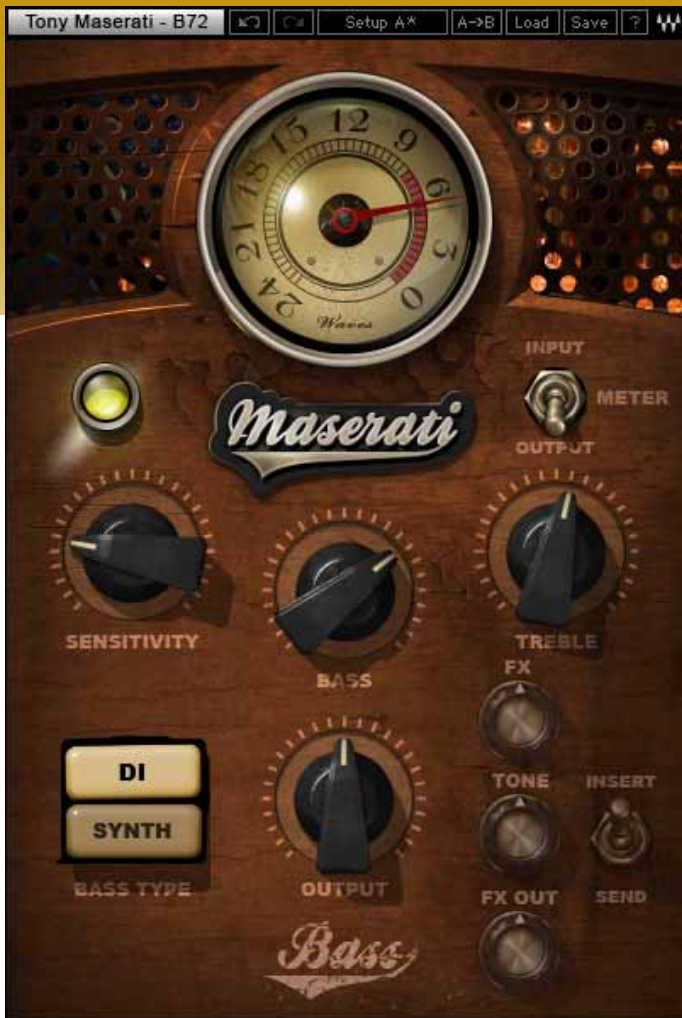 Tony Maserati - B72 Setup A* A->B Load Save ?
12
15 9
18 6
21 3
24 0
Waves
INPUT
METER
OUTPUT
Maserati
SENSITIVITY
BASS
TREBLE
FX
DI
SYNTH
BASS TYPE
OUTPUT
TONE
INSERT
FX OUT
SEND
Bass